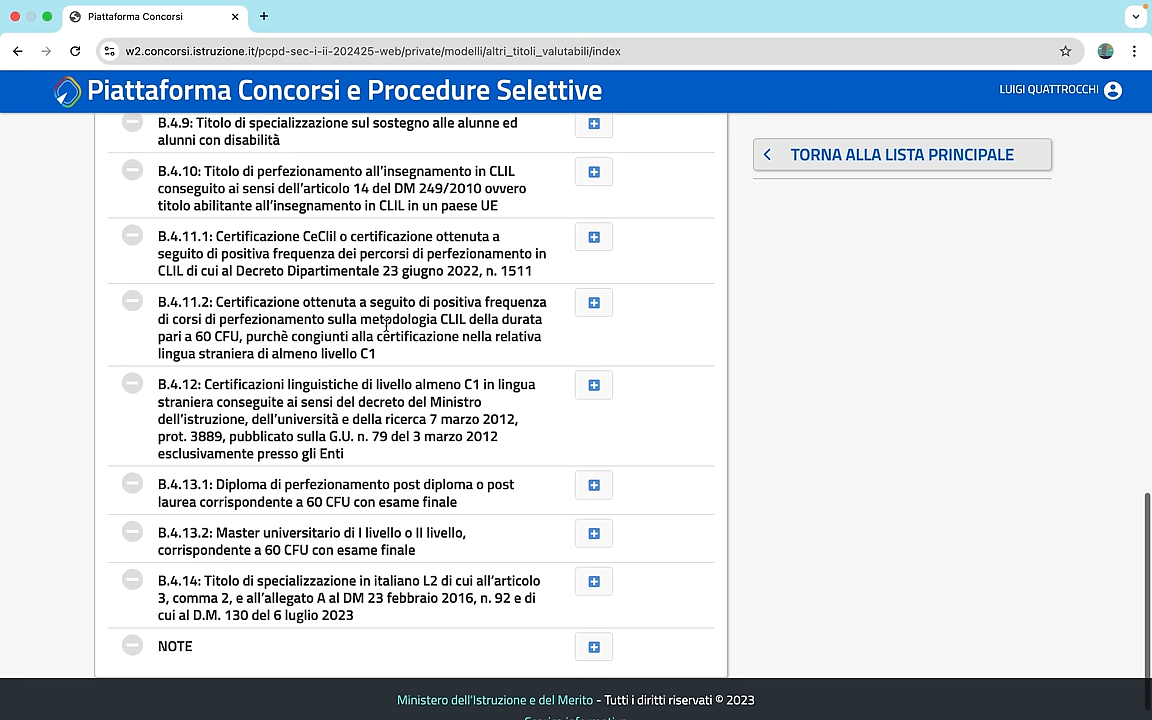 Piattaforma Concorsi
w2.concorsi.istruzione.it/pcpd-sec-i-ii-202425-web/private/modelli/altri_titoli_valutabili/index
Piattaforma Concorsi e Procedure Selettive
LUIGI QUATTROCCHI
B.4.9: Titolo di specializzazione sul sostegno alle alunne ed
alunni con disabilità
TORNA ALLA LISTA PRINCIPALE
B.4.10: Titolo di perfezionamento all'insegnamento in CLIL
conseguito ai sensi dell'articolo 14 del DM 249/2010 ovvero
titolo abilitante all'insegnamento in CLIL in un paese UE
B.4.11.1: Certificazione CeClil o certificazione ottenuta a
seguito di positiva frequenza dei percorsi di perfezionamento in
CLIL di cui al Decreto Dipartimentale 23 giugno 2022, n. 1511
B.4.11.2: Certificazione ottenuta a seguito di positiva frequenza
di corsi di perfezionamento sulla metodologia CLIL della durata
pari a 60 CFU, purchè congiunti alla certificazione nella relativa
lingua straniera di almeno livello C1
B.4.12: Certificazioni linguistiche di livello almeno C1 in lingua
straniera conseguite ai sensi del decreto del Ministro
dell'istruzione, dell'università e della ricerca 7 marzo 2012,
prot. 3889, pubblicato sulla G.U. n. 79 del 3 marzo 2012
esclusivamente presso gli Enti
B.4.13.1: Diploma di perfezionamento post diploma o post
laurea corrispondente a 60 CFU con esame finale
B.4.13.2: Master universitario di I livello o II livello,
corrispondente a 60 CFU con esame finale
B.4.14: Titolo di specializzazione in italiano L2 di cui all'articolo
3, comma 2, e all'allegato A al DM 23 febbraio 2016, n. 92 e di
cui al D.M. 130 del 6 luglio 2023
NOTE
Ministero dell'Istruzione e del Merito - Tutti i diritti riservati © 2023